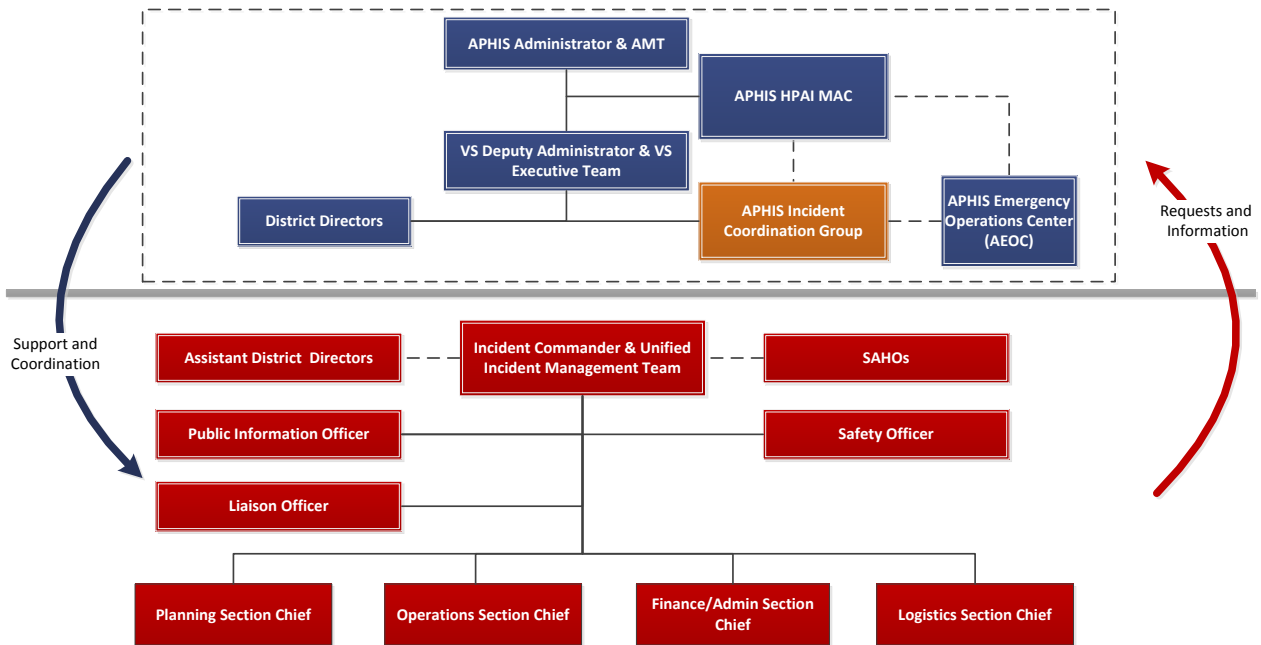 APHIS Administrator & AMT
APHIS HPAI MAC
VS Deputy Administrator & VS
Executive Team
District Directors
APHIS Incident
Coordination Group
APHIS Emergency
Operations Center
(AEOC)
Requests and
Information
Support and
Coordination
Assistant District Directors
Incident Commander & Unified
Incident Management Team
SAHOs
Public Information Officer
Safety Officer
Liaison Officer
Planning Section Chief
Operations Section Chief
Finance/Admin Section
Chief
Logistics Section Chief